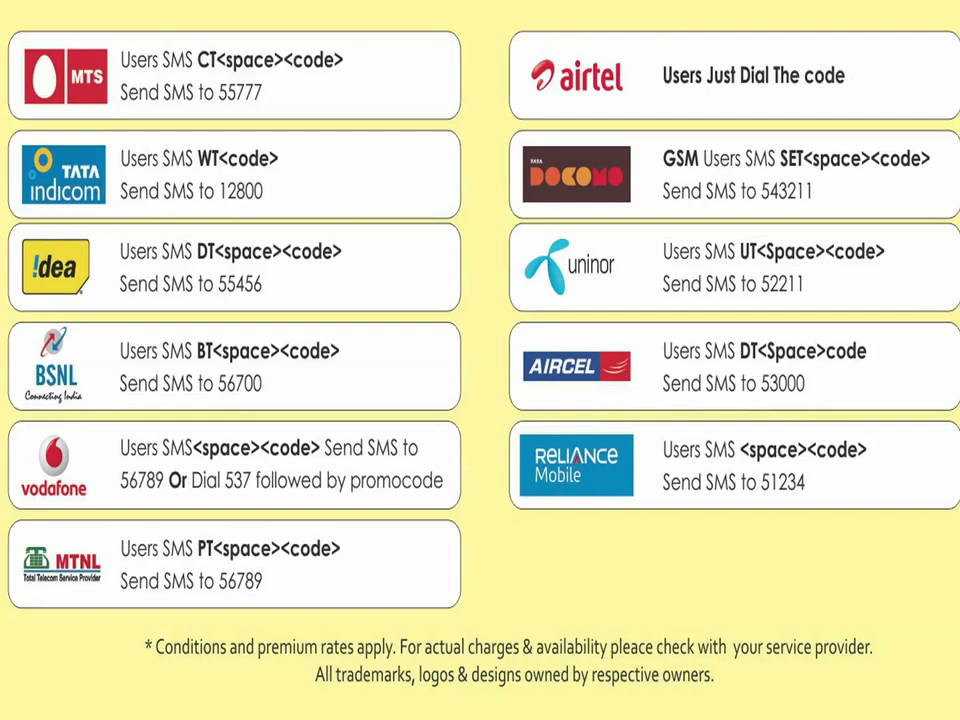 MTS
Users SMS CT<space><code>
Send SMS to 55777
TATA
indicom
Users SMS WT<code>
Send SMS to 12800
!dea
Users SMS DT<space><code>
Send SMS to 55456
BSNL
Connecting India
Users SMS BT<space><code>
Send SMS to 56700
vodafone
Users SMS<space><code> Send SMS to
56789 Or Dial 537 followed by promocode
MTNL
Total Telecom Service Provider
Users SMS PT<space><code>
Send SMS to 56789
airtel
Users Just Dial The code
TATA
DOCOMO
GSM Users SMS SET<space><code>
Send SMS to 543211
uninor
Users SMS UT<Space><code>
Send SMS to 52211
AIRCEL
Users SMS DT<Space>code
Send SMS to 53000
RELIANCE
Mobile
Users SMS <space><code>
Send SMS to 51234
* Conditions and premium rates apply. For actual charges & availability pleace check with your service provider.
All trademarks, logos & designs owned by respective owners.